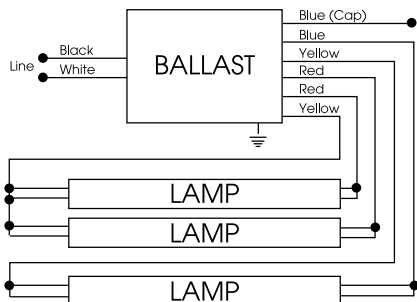 Blue (Cap)
Blue
Black
Yellow
Line
BALLAST
White
Red
Red
Yellow
LAMP
LAMP
LAMP